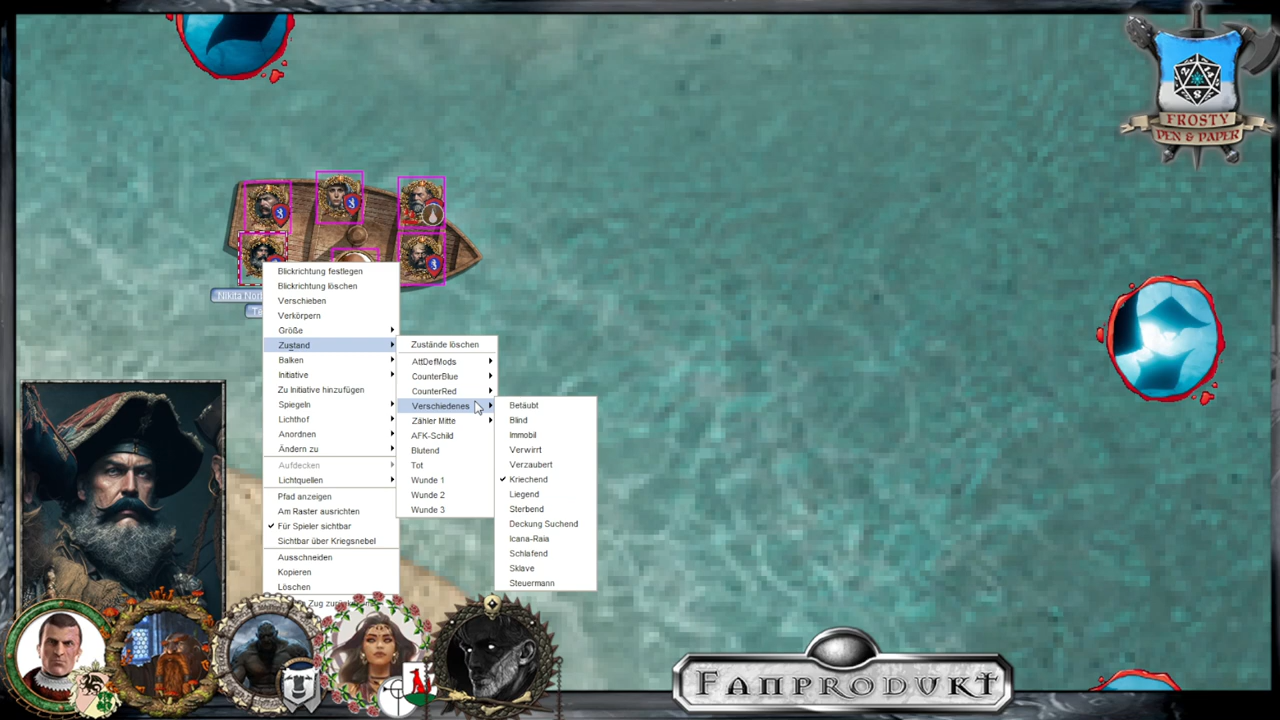 FROSTY
PEN & PAPER
Blickrichtung festlegen
Blickrichtung löschen
Verschieben
Verkörpern
Größe
Zustand
Balken
Initiative
Zu Initiative hinzufügen
Spiegeln
Lichthof
Anordnen
Ändern zu
Aufdecken
Lichtquellen
Pfad anzeigen
Am Raster ausrichten
Für Spieler sichtbar
Sichtbar über Kriegsnebel
Ausschneiden
Kopieren
Löschen
Zustände löschen
AttDefMods
CounterBlue
CounterRed
Verschiedenes
Zähler Mitte
AFK-Schild
Blutend
Tot
Wunde 1
Wunde 2
Wunde 3
Betäubt
Blind
Immobil
Verwirrt
Verzaubert
Kriechend
Liegend
Sterbend
Deckung Suchend
Icana-Raia
Schlafend
Sklave
Steuermann
Nikita
Zug
FANPRODUKT